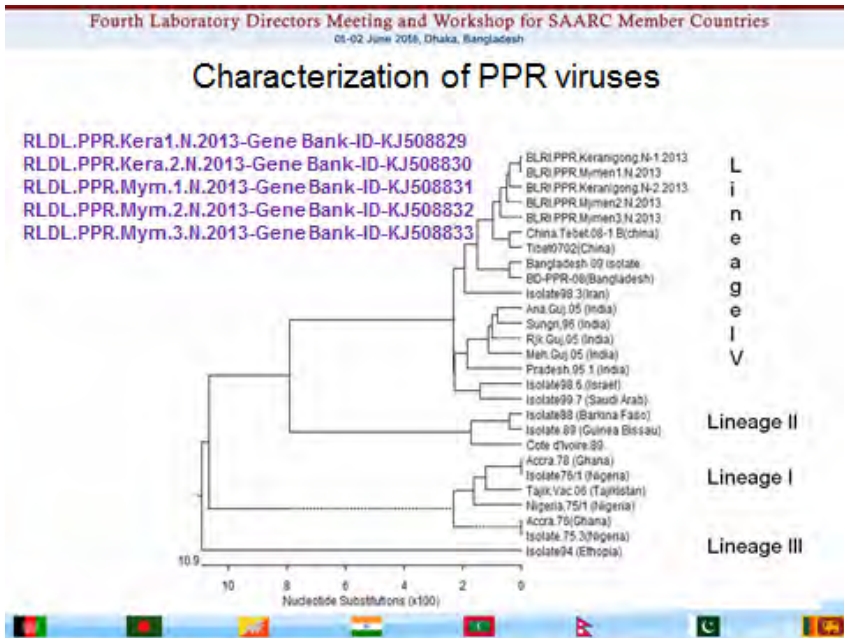 Fourth Laboratory Directors Meeting and Workshop for SAARC Member Countries
01-02 June 2016, Dhaka, Bangladesh
Characterization of PPR viruses
RLDL.PPR.Kera1.N.2013-Gene Bank-ID-KJ508829
RLDL.PPR.Kera.2.N.2013-Gene Bank-ID-KJ508830
RLDL.PPR.Mym.1.N.2013-Gene Bank-ID-KJ508831
RLDL.PPR.Mym.2.N.2013-Gene Bank-ID-KJ508832
RLDL.PPR.Mym.3.N.2013-Gene Bank-ID-KJ508833
BLRI.PPR.Keranigong.N-1.2013
BLRI.PPR.Mymen1.N.2013
BLRI.PPR.Keranigong.N-2.2013
BLRI.PPR.Mymen2.N.2013
BLRI.PPR.Mymen3.N.2013
China.Tebet.08-1.B(china)
Tibet0702(China)
Bangladesh 09 isolate
BD-PPR-08(Bangladesh)
Isolate98.3(Iran)
Ana.Guj.05 (India)
Sungri,96 (India)
Rjk.Guj,05 (India)
Meh.Guj.05 (India)
Pradesh.95.1 (India)
Isolate98.6 (Israel)
Isolate99.7 (Saudi Arab)
L
i
n
e
a
g
e
I
V
Isolate88 (Barkina Faso)
Isolate.89 (Guinea Bissau)
Cote d'Ivoire.89
Lineage II
Accra.78 (Ghana)
Isolate76/1 (Nigeria)
Tajik.Vac.06 (Tajikistan)
Nigeria.75/1 (Nigeria)
Accra.76(Ghana)
Isolate.75.3(Nigeria)
Lineage I
Isolate94 (Ethopia)
Lineage III
10.9
10 8 6 4 2 0
Nucleotide Substitutions (x100)